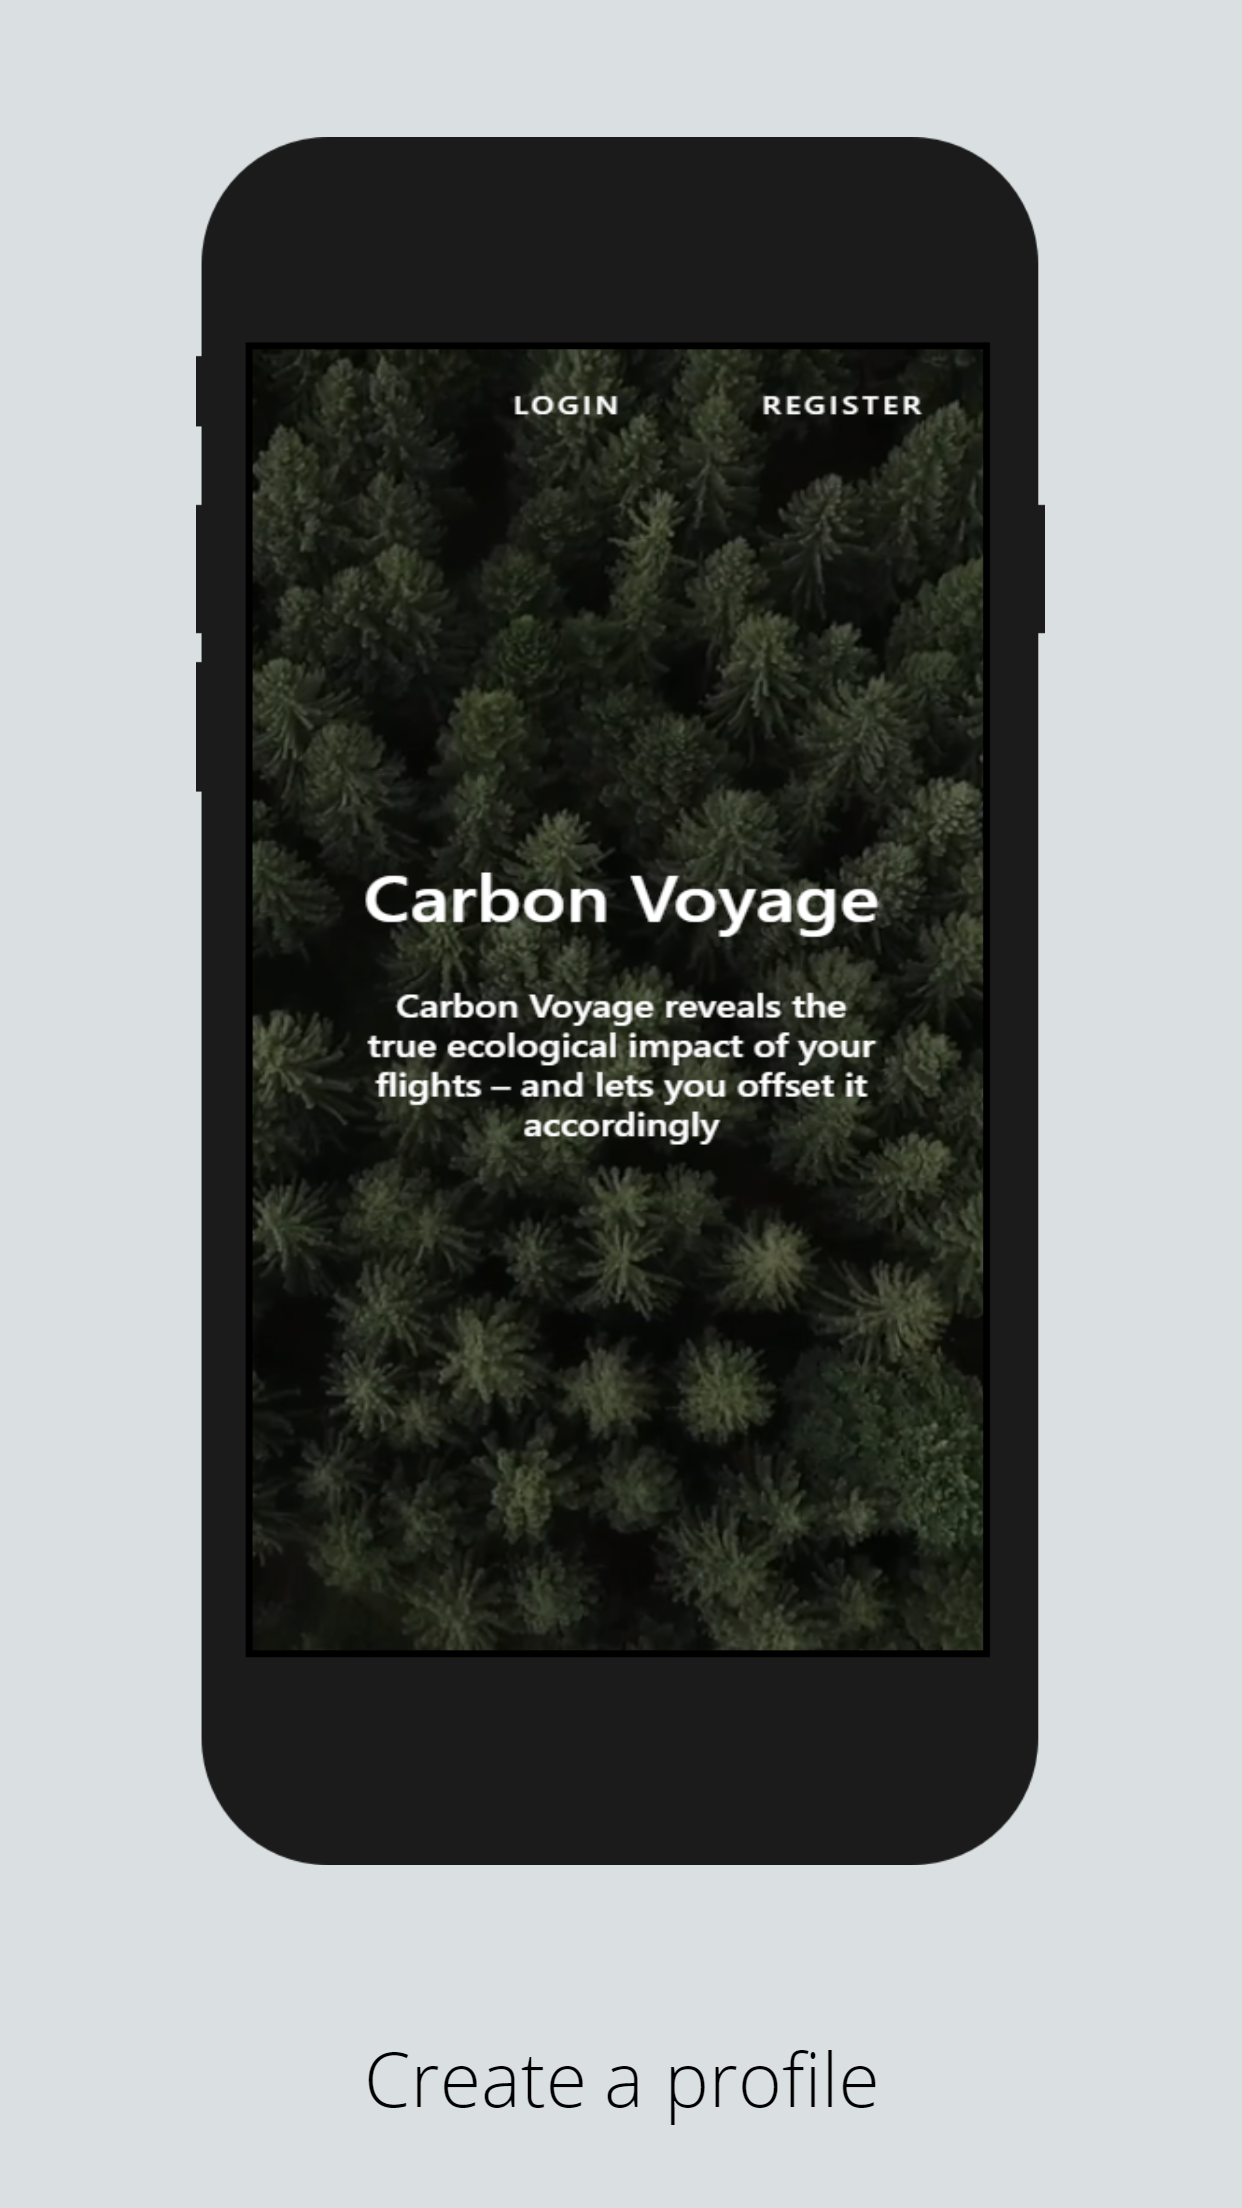 LOGIN REGISTER
Carbon Voyage
Carbon Voyage reveals the
true ecological impact of your
flights – and lets you offset it
accordingly
Create a profile